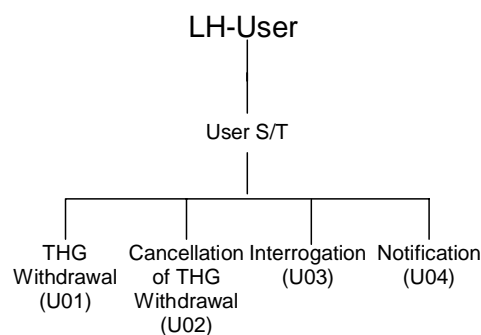 LH-User
User S/T
THG
Withdrawal
(U01)
Cancellation
of THG
Withdrawal
(U02)
Interrogation
(U03)
Notification
(U04)